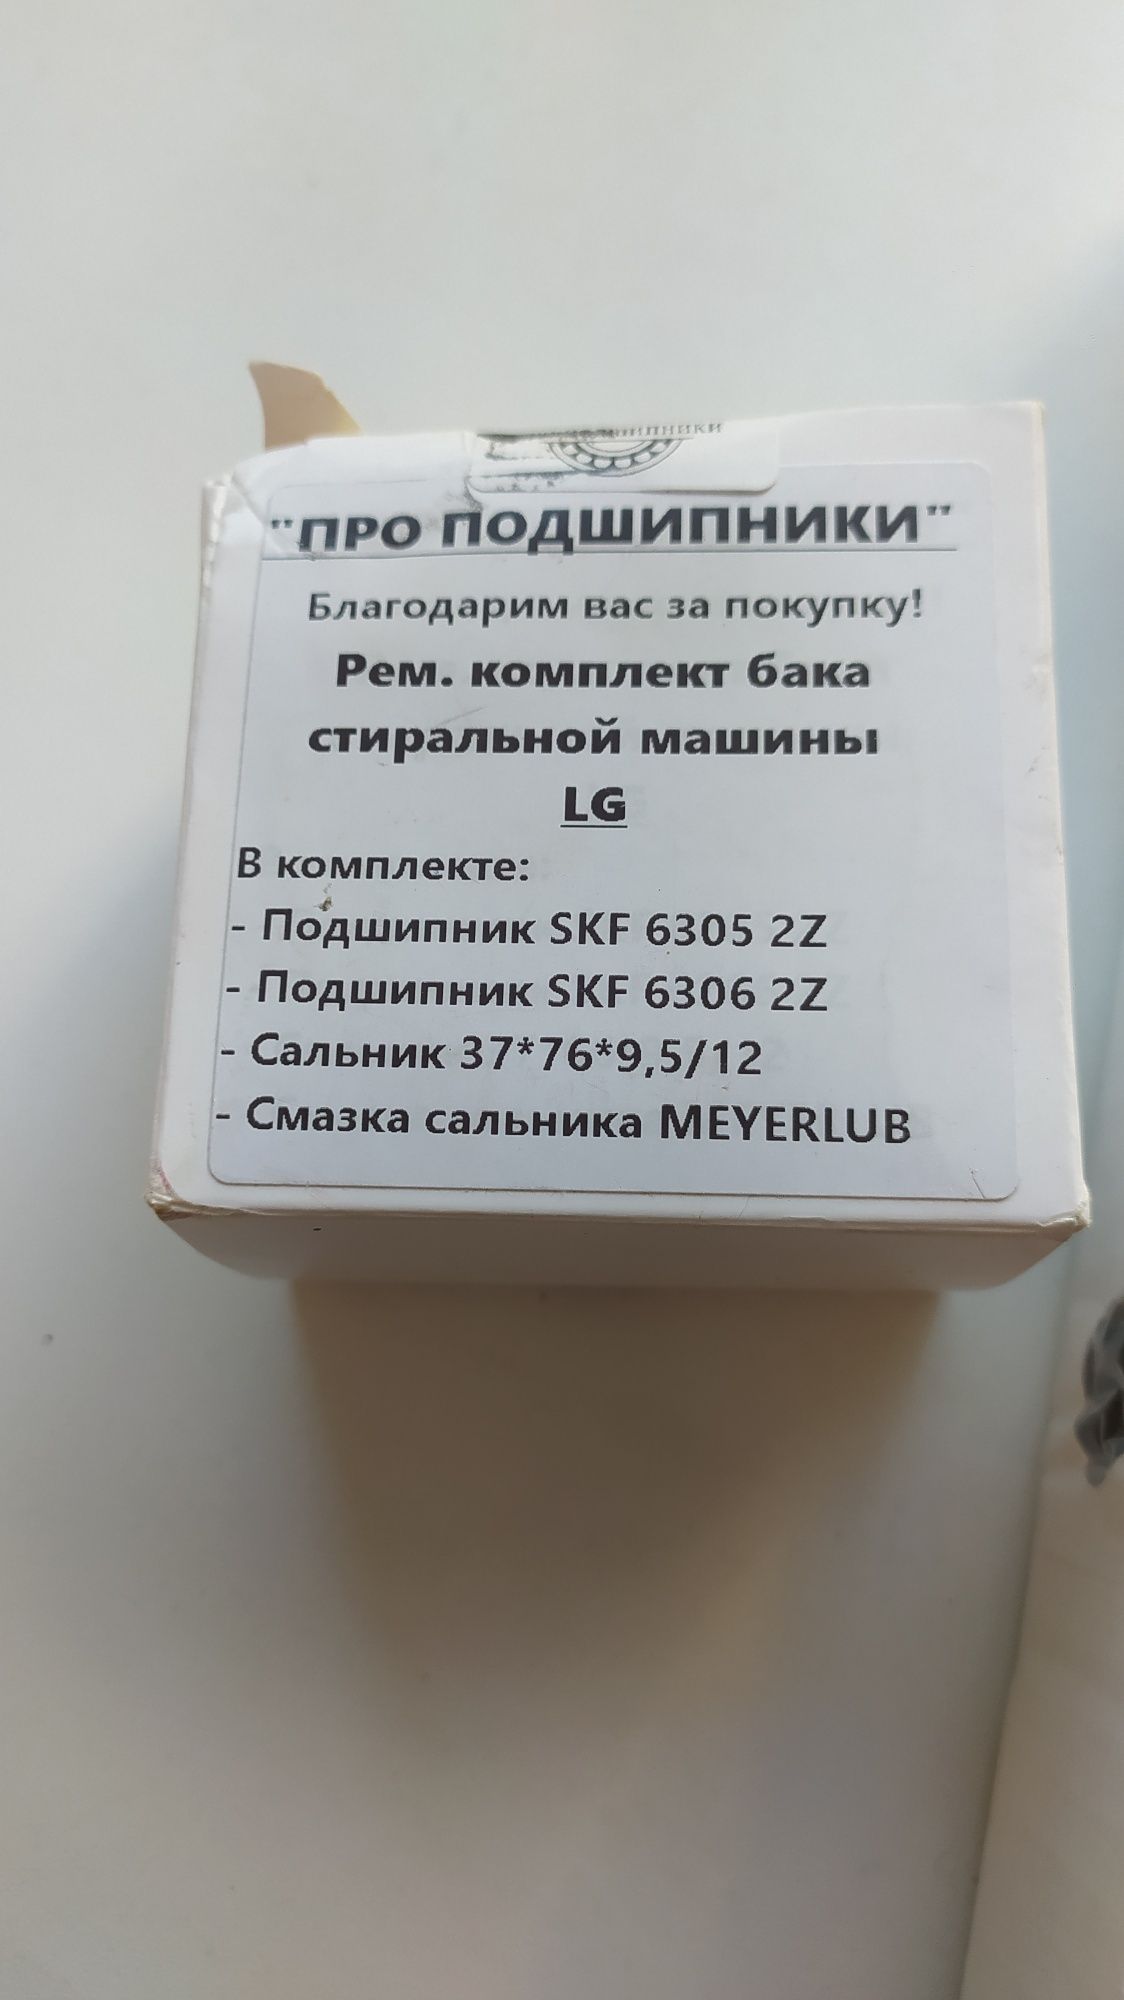 "ПРО ПОДШИПНИКИ"
Благодарим вас за покупку!
Рем. комплект бака
стиральной машины
LG
В комплекте:
- Подшипник SKF 6305 2Z
- Подшипник SKF 6306 2Z
- Сальник 37*76*9,5/12
- Смазка сальника MEYERLUB